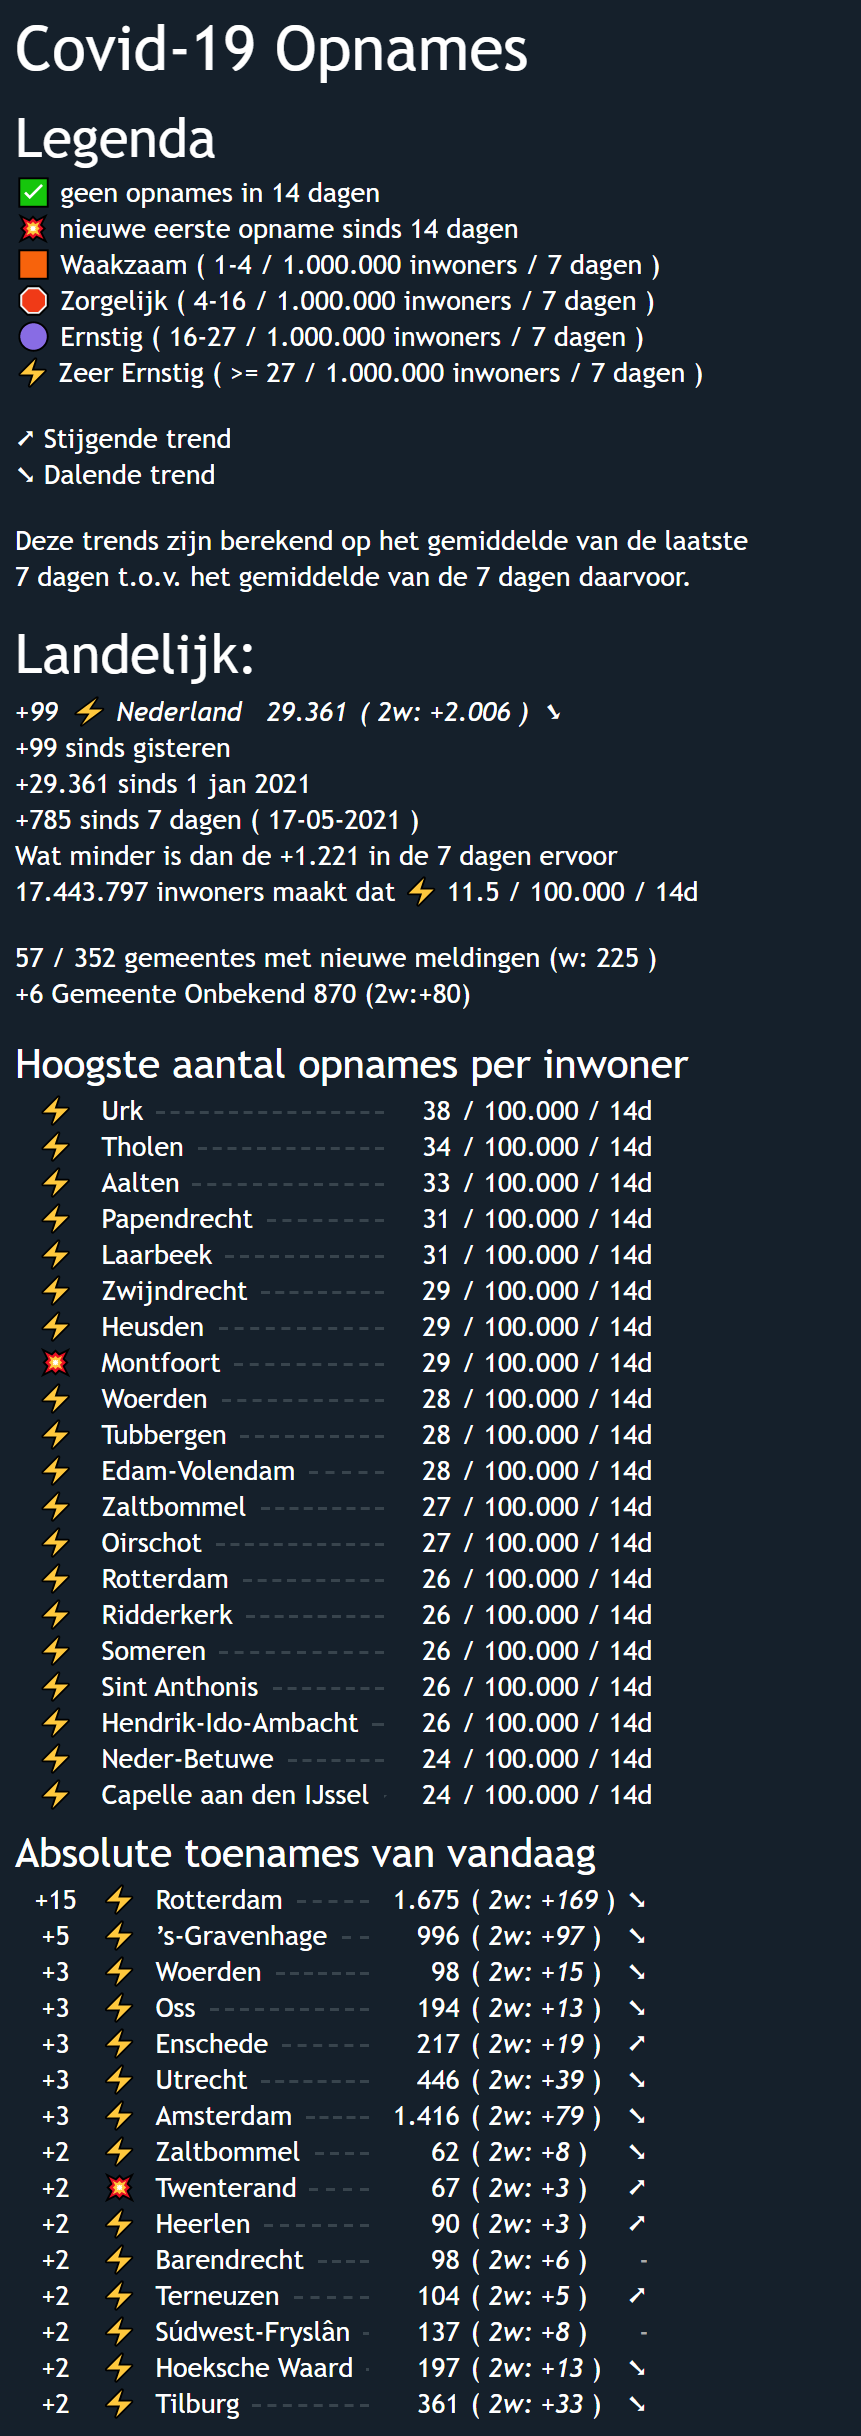 Covid-19 Opnames
Legenda
✅ geen opnames in 14 dagen
💥 nieuwe eerste opname sinds 14 dagen
🟧 Waakzaam ( 1-4 / 1.000.000 inwoners / 7 dagen )
🛑 Zorgelijk ( 4-16 / 1.000.000 inwoners / 7 dagen )
🟣 Ernstig ( 16-27 / 1.000.000 inwoners / 7 dagen )
⚡ Zeer Ernstig ( >= 27 / 1.000.000 inwoners / 7 dagen )
➚ Stijgende trend
➘ Dalende trend
Deze trends zijn berekend op het gemiddelde van de laatste
7 dagen t.o.v. het gemiddelde van de 7 dagen daarvoor.
Landelijk:
+99 ⚡ Nederland 29.361 ( 2w: +2.006 ) ➘
+99 sinds gisteren
+29.361 sinds 1 jan 2021
+785 sinds 7 dagen ( 17-05-2021 )
Wat minder is dan de +1.221 in de 7 dagen ervoor
17.443.797 inwoners maakt dat ⚡ 11.5 / 100.000 / 14d
57 / 352 gemeentes met nieuwe meldingen (w: 225 )
+6 Gemeente Onbekend 870 (2w:+80)
Hoogste aantal opnames per inwoner
⚡ Urk ---------------- 38 / 100.000 / 14d
⚡ Tholen ------------- 34 / 100.000 / 14d
⚡ Aalten ------------- 33 / 100.000 / 14d
⚡ Papendrecht -------- 31 / 100.000 / 14d
⚡ Laarbeek ----------- 31 / 100.000 / 14d
⚡ Zwijndrecht -------- 29 / 100.000 / 14d
⚡ Heusden ----------- 29 / 100.000 / 14d
💥 Montfoort ---------- 29 / 100.000 / 14d
⚡ Woerden ----------- 28 / 100.000 / 14d
⚡ Tubbergen ---------- 28 / 100.000 / 14d
⚡ Edam-Volendam ----- 28 / 100.000 / 14d
⚡ Zaltbommel -------- 27 / 100.000 / 14d
⚡ Oirschot ----------- 27 / 100.000 / 14d
⚡ Rotterdam ---------- 26 / 100.000 / 14d
⚡ Ridderkerk --------- 26 / 100.000 / 14d
⚡ Someren ----------- 26 / 100.000 / 14d
⚡ Sint Anthonis ------- 26 / 100.000 / 14d
⚡ Hendrik-Ido-Ambacht - 26 / 100.000 / 14d
⚡ Neder-Betuwe ------ 24 / 100.000 / 14d
⚡ Capelle aan den IJssel - 24 / 100.000 / 14d
Absolute toenames van vandaag
+15 ⚡ Rotterdam ----- 1.675 ( 2w: +169 ) ➘
+5 ⚡ ’s-Gravenhage -- 996 ( 2w: +97 ) ➘
+3 ⚡ Woerden ------- 98 ( 2w: +15 ) ➘
+3 ⚡ Oss ----------- 194 ( 2w: +13 ) ➘
+3 ⚡ Enschede ------ 217 ( 2w: +19 ) ➚
+3 ⚡ Utrecht -------- 446 ( 2w: +39 ) ➘
+3 ⚡ Amsterdam ----- 1.416 ( 2w: +79 ) ➘
+2 ⚡ Zaltbommel ---- 62 ( 2w: +8 ) ➘
+2 💥 Twenterand ---- 67 ( 2w: +3 ) ➚
+2 ⚡ Heerlen ------- 90 ( 2w: +3 ) ➚
+2 ⚡ Barendrecht ---- 98 ( 2w: +6 ) -
+2 ⚡ Terneuzen ----- 104 ( 2w: +5 ) ➚
+2 ⚡ Súdwest-Fryslân - 137 ( 2w: +8 ) -
+2 ⚡ Hoeksche Waard - 197 ( 2w: +13 ) ➘
+2 ⚡ Tilburg -------- 361 ( 2w: +33 ) ➘